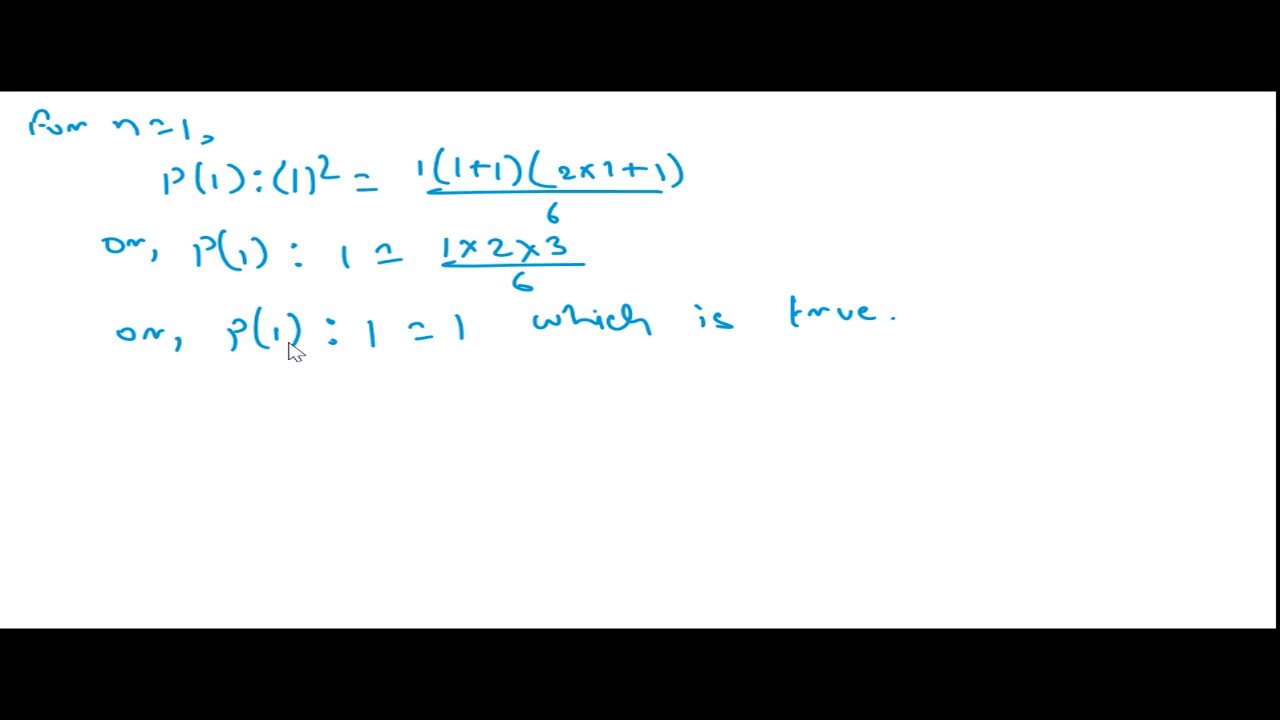 For n=1,
P(1):(1)² = 1(1+1)(2×1+1)/6
or, P(1) : 1 = 1×2×3/6
or, P(1) : 1 = 1 which is true.